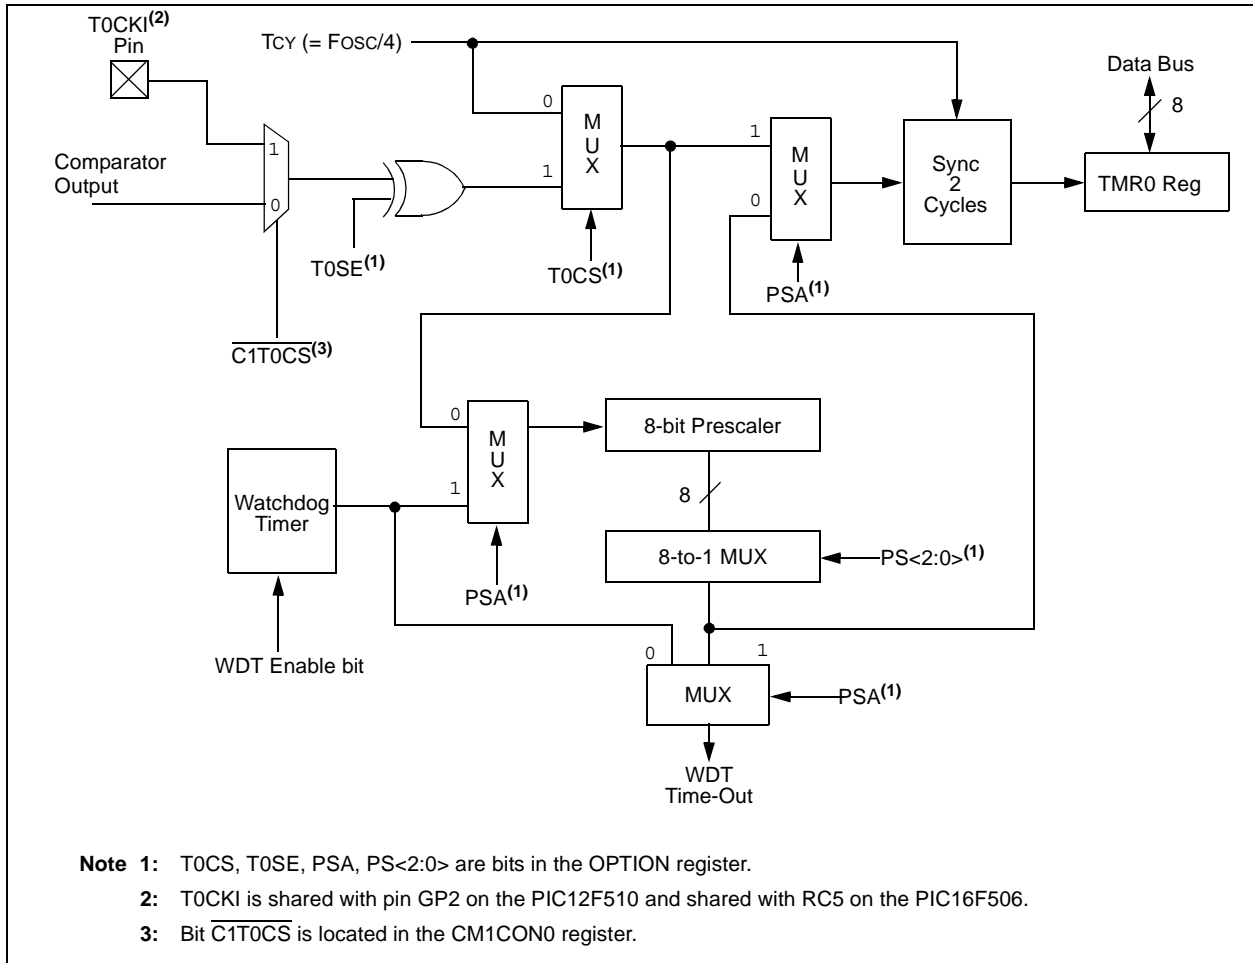 T0CKI(2)
Pin
TCY (= FOSC/4)
Data Bus
8
0
M
U
X
1
T0CS(1)
1
M
U
X
0
PSA(1)
Sync
2
Cycles
TMR0 Reg
1
0
Comparator
Output
T0SE(1)
C1T0CS(3)
0
M
U
X
1
PSA(1)
8-bit Prescaler
8
Watchdog
Timer
8-to-1 MUX
PS<2:0>(1)
WDT Enable bit
0
1
MUX
PSA(1)
WDT
Time-Out
Note 1: T0CS, T0SE, PSA, PS<2:0> are bits in the OPTION register.
2: T0CKI is shared with pin GP2 on the PIC12F510 and shared with RC5 on the PIC16F506.
3: Bit C1T0CS is located in the CM1CON0 register.